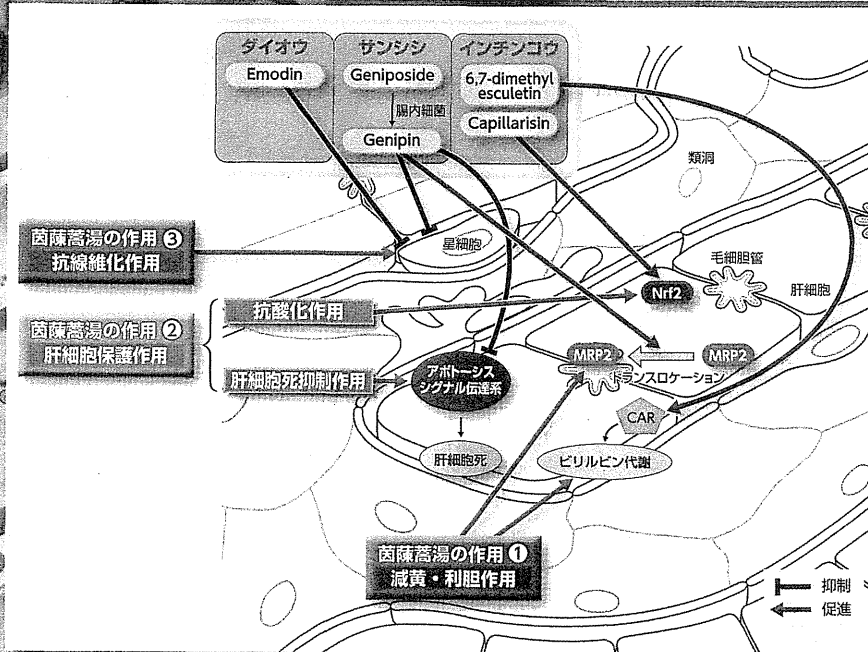 ダイオウ
サンシシ
インチンコウ
Emodin
Geniposide
6,7-dimethyl
esculetin
腸内細菌
Capillarisin
Genipin
類洞
茵蔯蒿湯の作用 ③
抗線維化作用
星細胞
毛細胆管
肝細胞
Nrf2
抗酸化作用
茵蔯蒿湯の作用 ②
肝細胞保護作用
肝細胞死抑制作用
アポトーシス
シグナル伝達系
MRP2
MRP2
トランスロケーション
CAR
肝細胞死
ビリルビン代謝
茵蔯蒿湯の作用 ①
減黄・利胆作用
抑制
促進